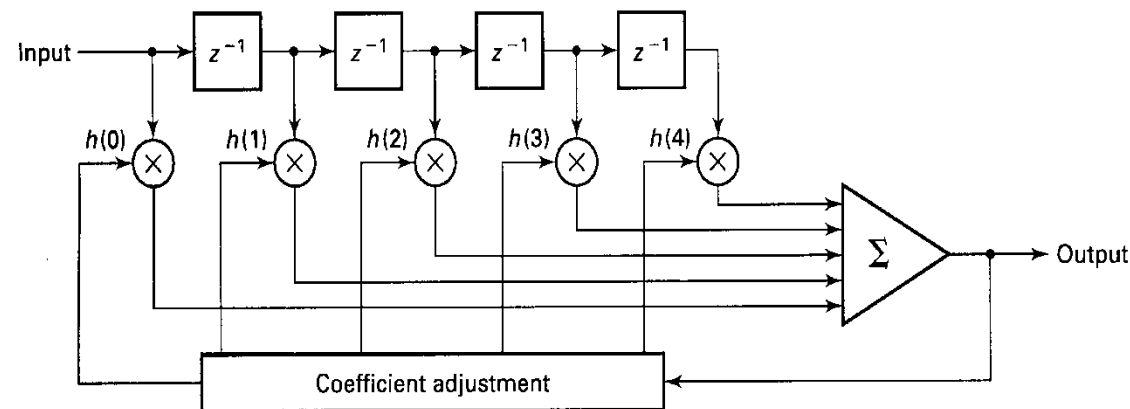 Input
z⁻¹ z⁻¹ z⁻¹ z⁻¹
h(0) h(1) h(2) h(3) h(4)
× × × × ×
Σ
Output
Coefficient adjustment